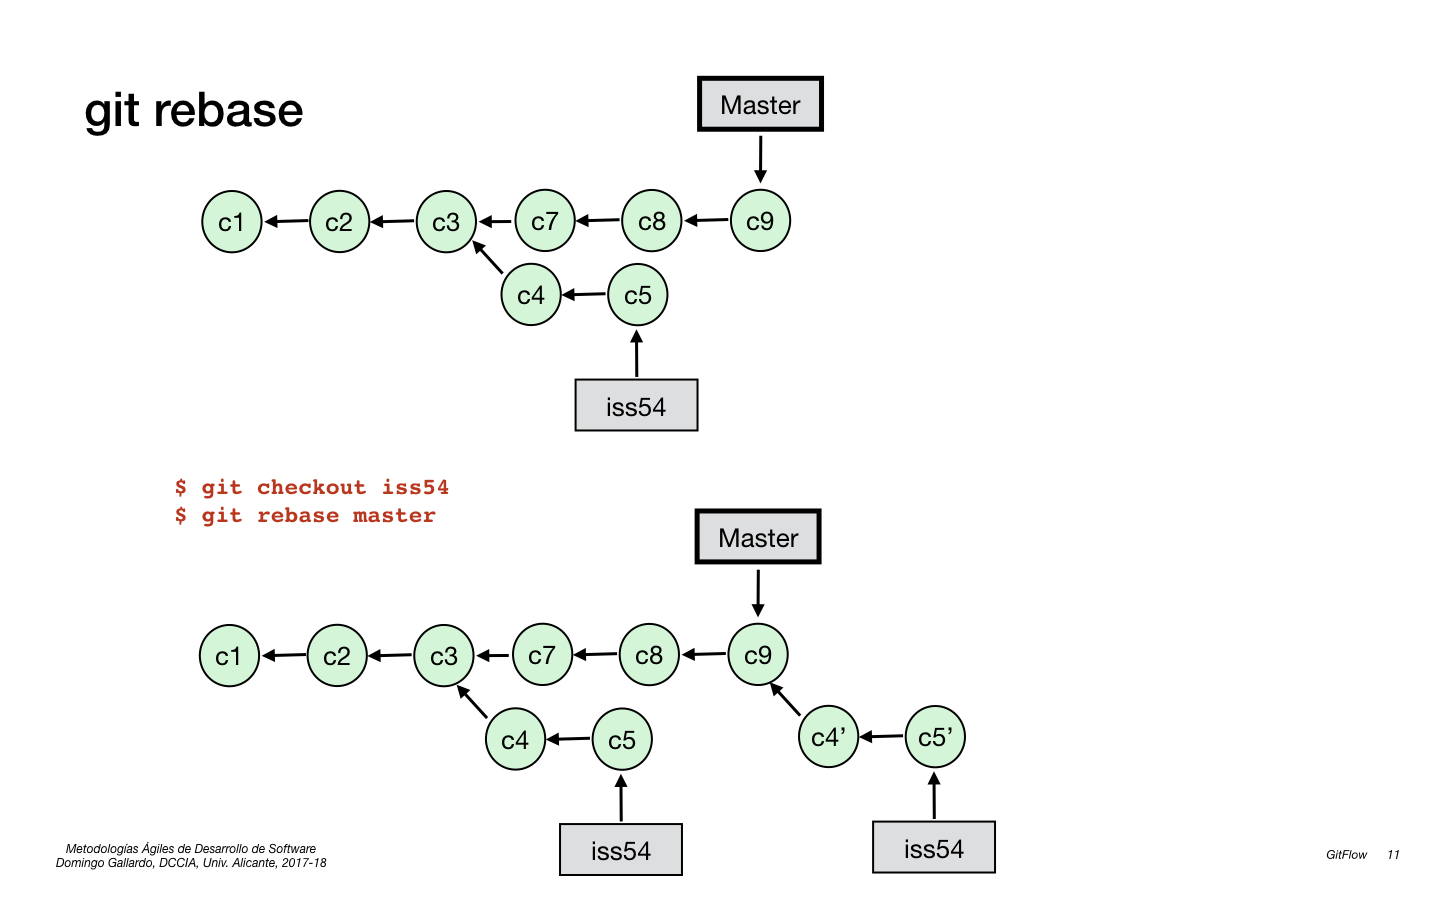 git rebase
Master
c1 c2 c3 c7 c8 c9
c4 c5
iss54
$ git checkout iss54
$ git rebase master
Master
c1 c2 c3 c7 c8 c9
c4 c5 c4’ c5’
iss54 iss54
Metodologías Ágiles de Desarrollo de Software
Domingo Gallardo, DCCIA, Univ. Alicante, 2017-18
GitFlow 11